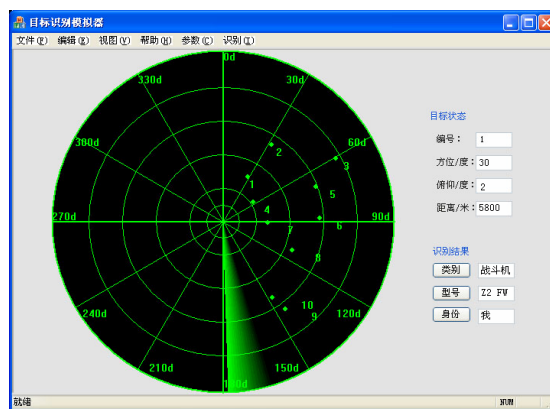 目标识别模拟器
文件(F) 编辑(E) 视图(V) 帮助(H) 参数(C) 识别(I)
0d
330d 30d
300d 60d
270d 90d
240d 120d
210d 150d
180d
1
2
3
4
5
6
7
8
10
9
目标状态
编号： 1
方位/度： 30
俯仰/度： 2
距离/米： 5800
识别结果
类别 战斗机
型号 Z2 FW
身份 我
就绪 NUM